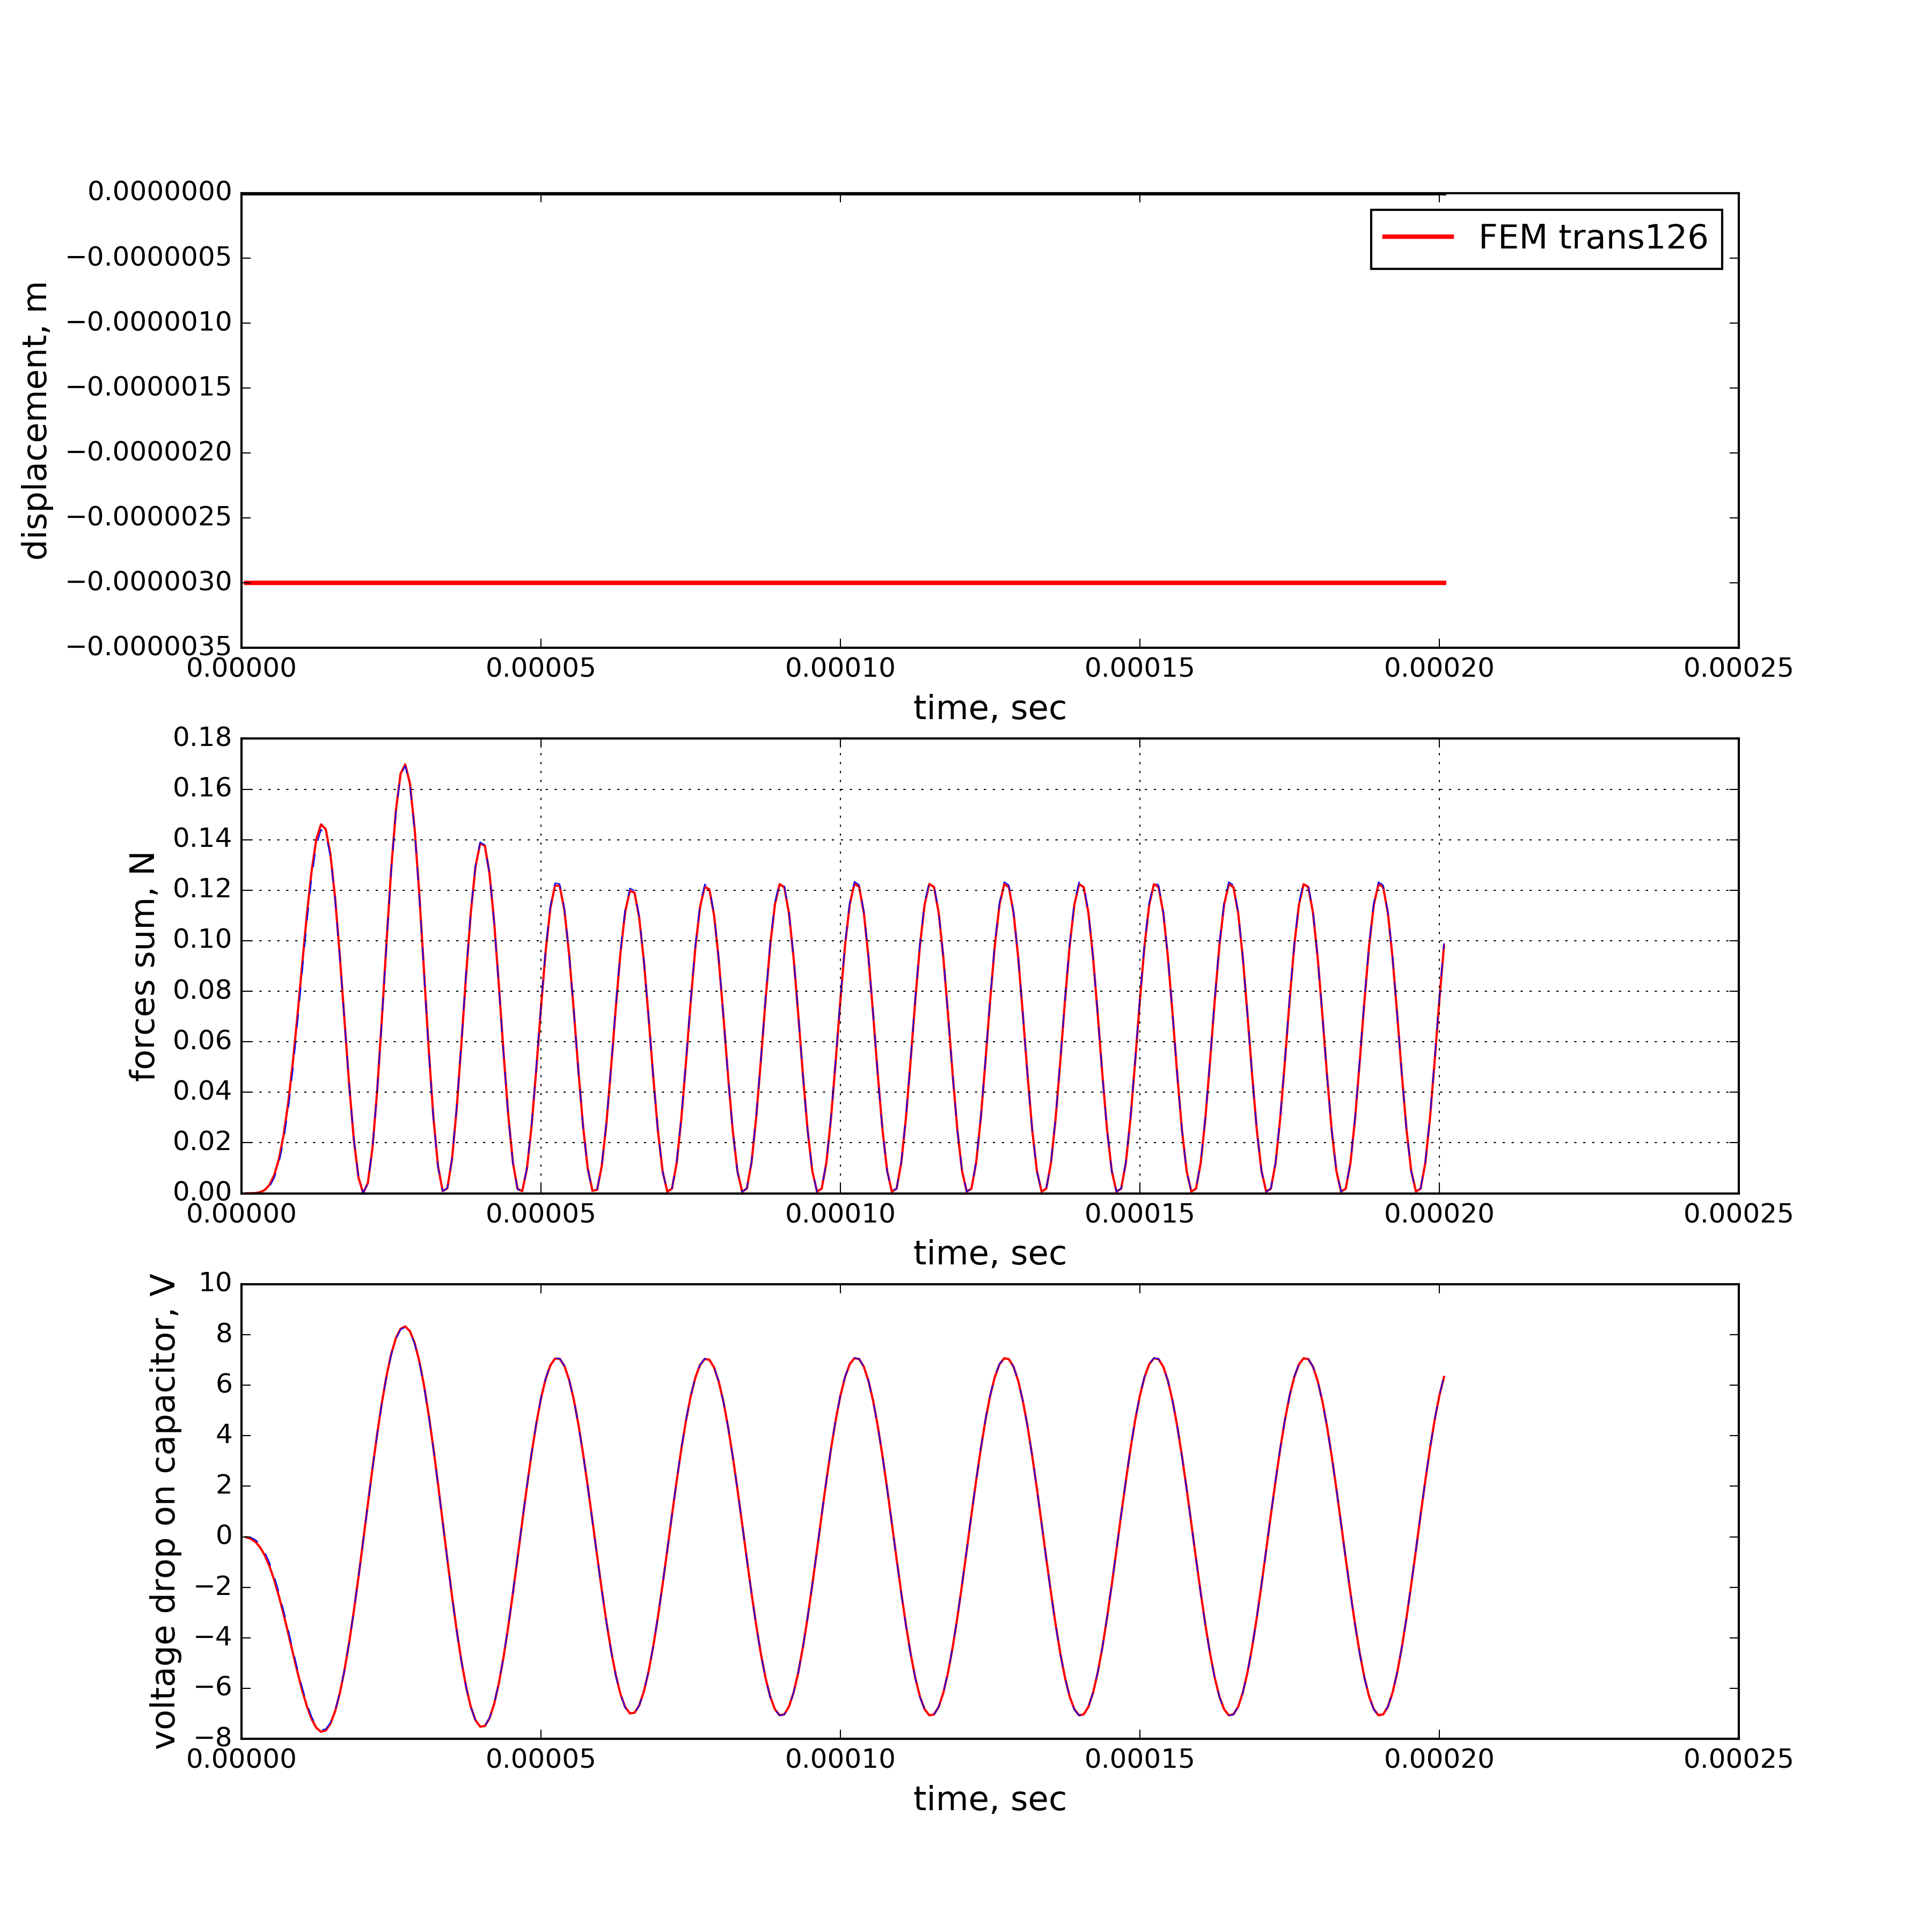 0.0000000
−0.0000005
−0.0000010
−0.0000015
−0.0000020
−0.0000025
−0.0000030
−0.0000035
displacement, m
FEM trans126
0.00000 0.00005 0.00010 0.00015 0.00020 0.00025
time, sec
0.18
0.16
0.14
0.12
0.10
0.08
0.06
0.04
0.02
0.00
forces sum, N
0.00000 0.00005 0.00010 0.00015 0.00020 0.00025
time, sec
10
8
6
4
2
0
−2
−4
−6
−8
voltage drop on capacitor, V
0.00000 0.00005 0.00010 0.00015 0.00020 0.00025
time, sec